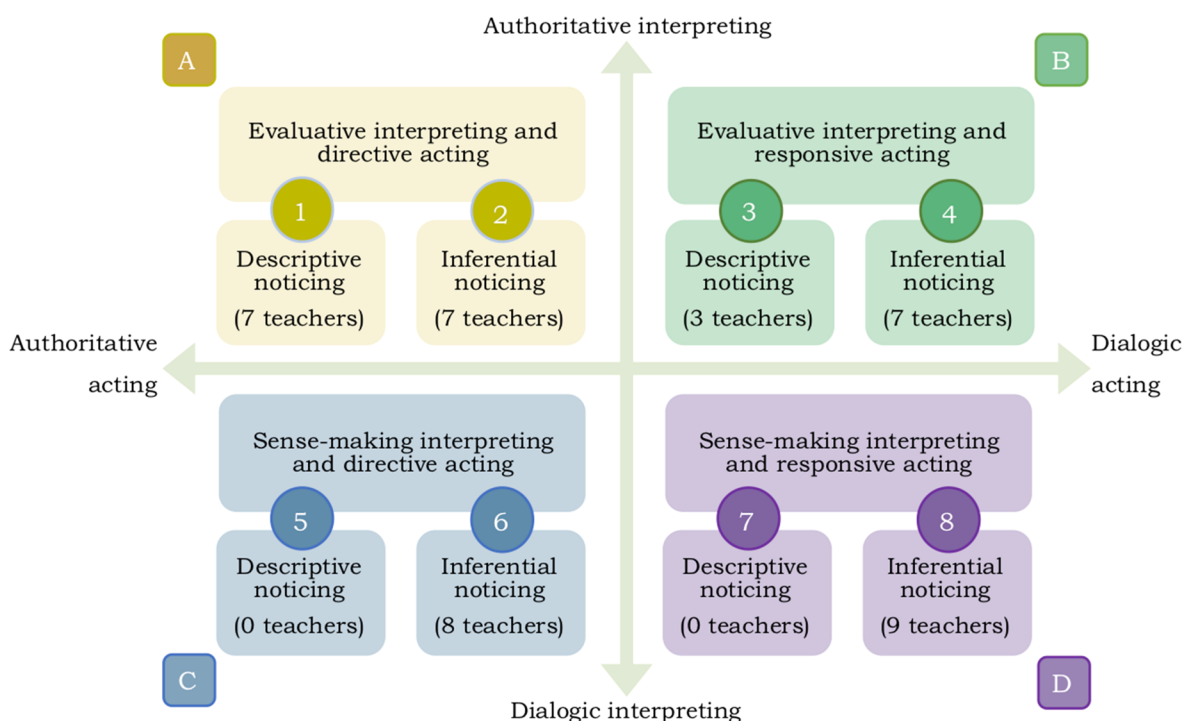 Authoritative interpreting
A
B
Evaluative interpreting and
directive acting
Evaluative interpreting and
responsive acting
1
2
3
4
Descriptive
noticing
(7 teachers)
Inferential
noticing
(7 teachers)
Descriptive
noticing
(3 teachers)
Inferential
noticing
(7 teachers)
Authoritative
acting
Dialogic
acting
Sense-making interpreting
and directive acting
Sense-making interpreting
and responsive acting
5
6
7
8
Descriptive
noticing
(0 teachers)
Inferential
noticing
(8 teachers)
Descriptive
noticing
(0 teachers)
Inferential
noticing
(9 teachers)
C
D
Dialogic interpreting